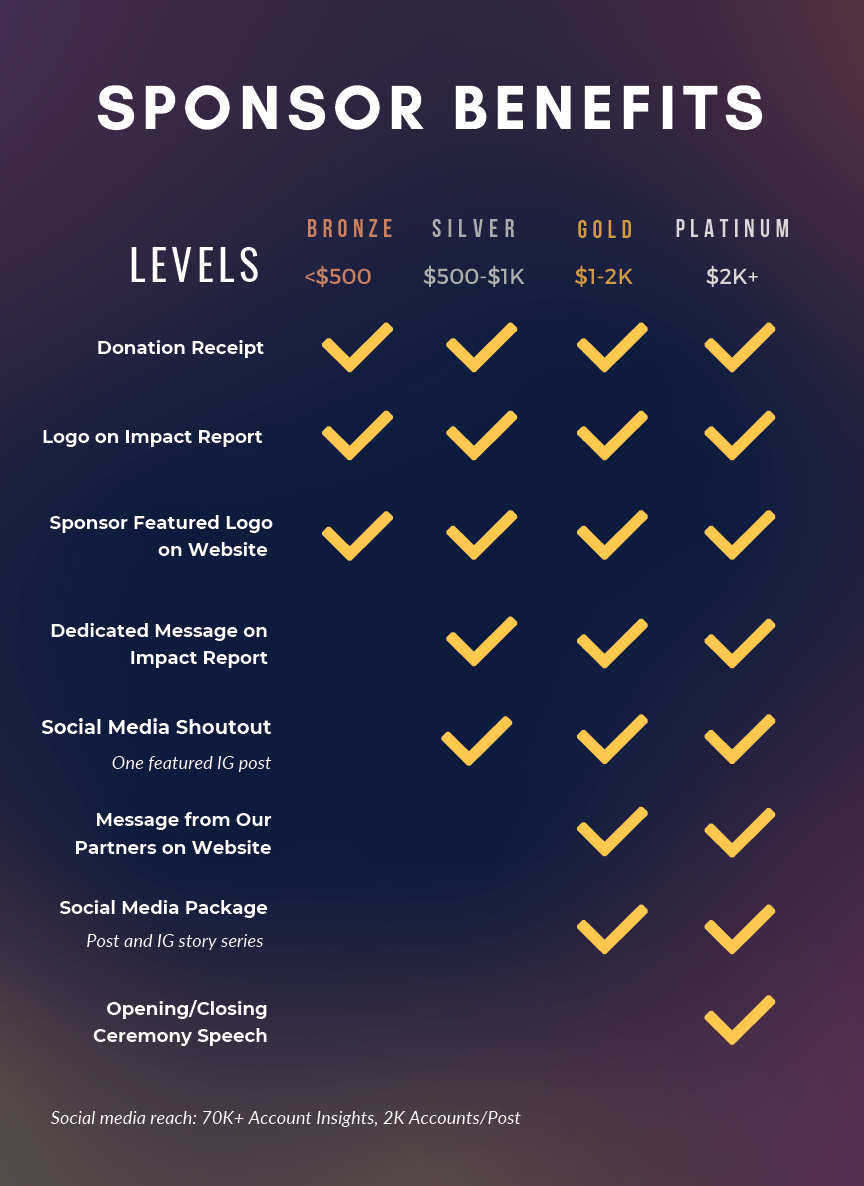 SPONSOR BENEFITS
BRONZE SILVER GOLD PLATINUM
LEVELS
<$500 $500-$1K $1-2K $2K+
Donation Receipt
Logo on Impact Report
Sponsor Featured Logo
on Website
Dedicated Message on
Impact Report
Social Media Shoutout
One featured IG post
Message from Our
Partners on Website
Social Media Package
Post and IG story series
Opening/Closing
Ceremony Speech
Social media reach: 70K+ Account Insights, 2K Accounts/Post